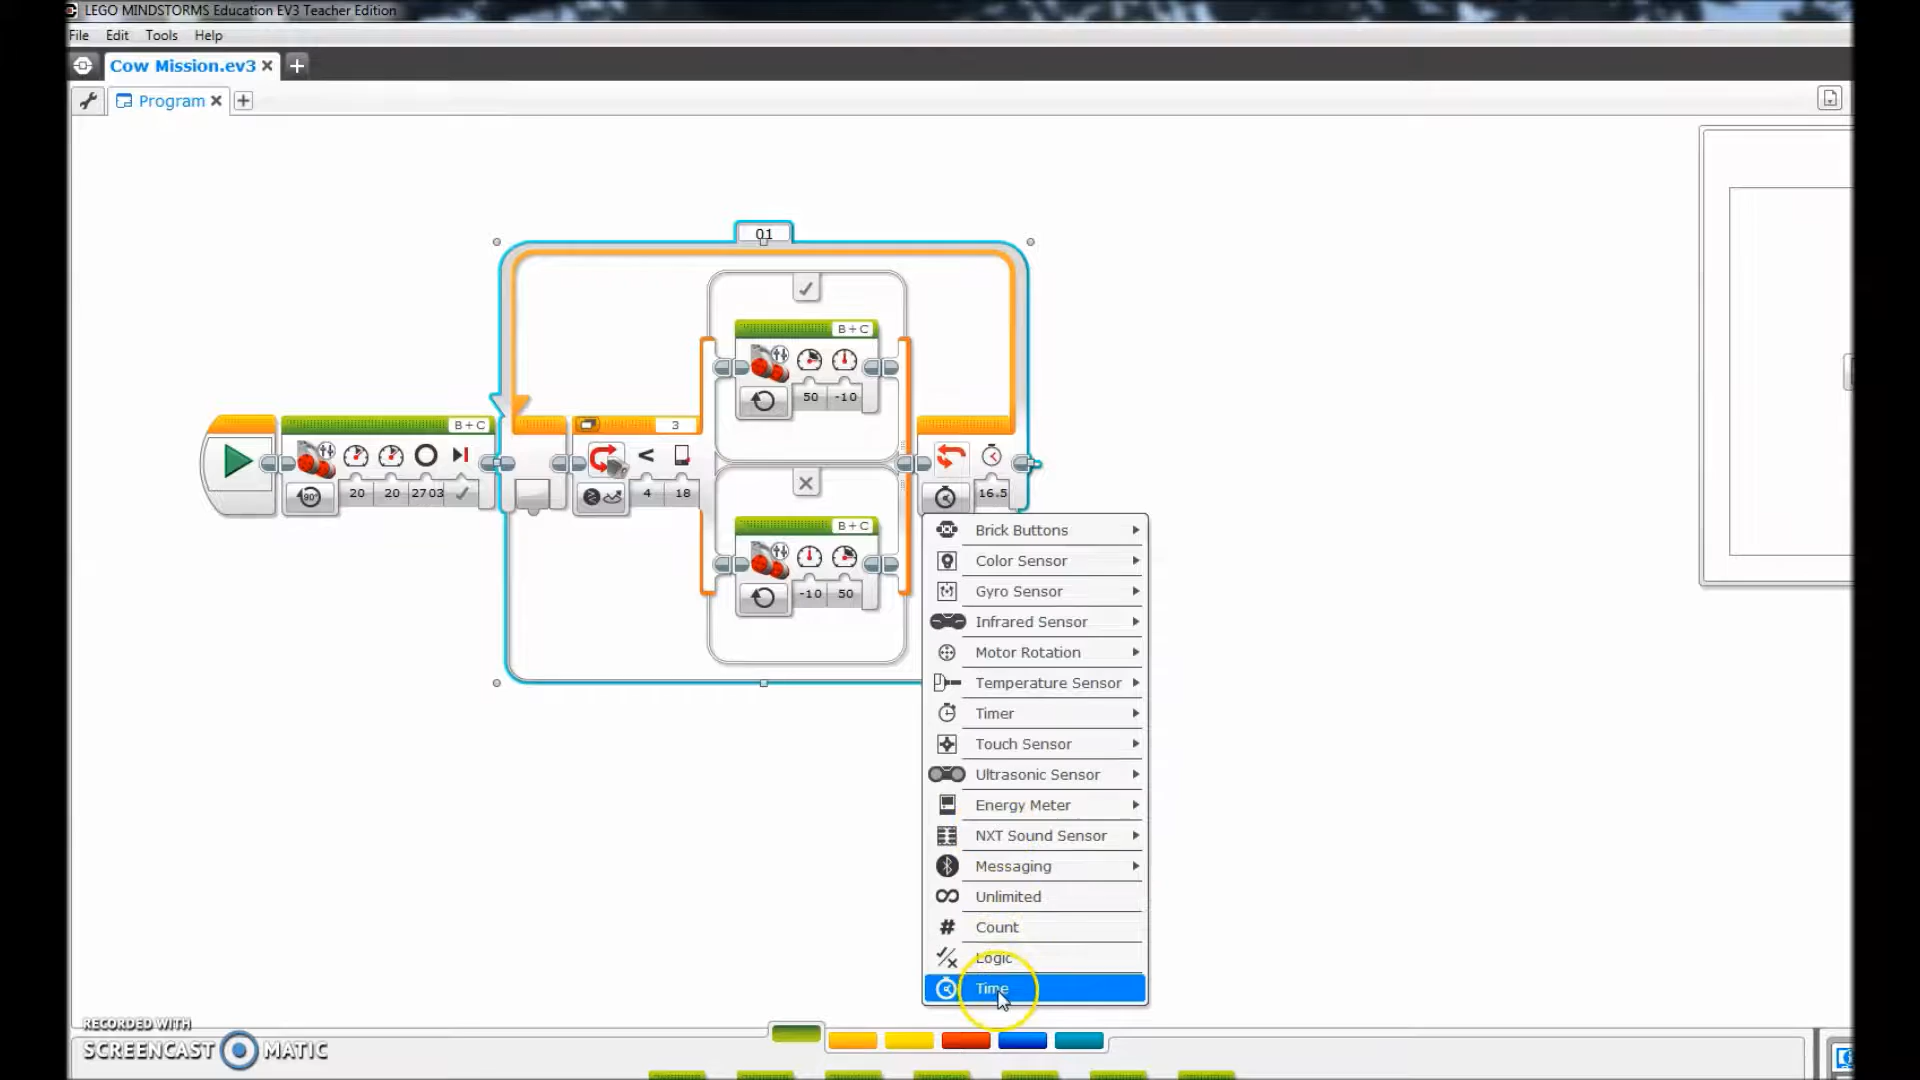 LEGO MINDSTORMS Education EV3 Teacher Edition
File Edit Tools Help
Cow Mission.ev3
Program
01
B+C
50 -10
B+C
20 20 2703
3
4 18
16.5
B+C
-10 50
Brick Buttons
Color Sensor
Gyro Sensor
Infrared Sensor
Motor Rotation
Temperature Sensor
Timer
Touch Sensor
Ultrasonic Sensor
Energy Meter
NXT Sound Sensor
Messaging
Unlimited
Count
Logic
Time
RECORDED WITH
SCREENCAST MATIC